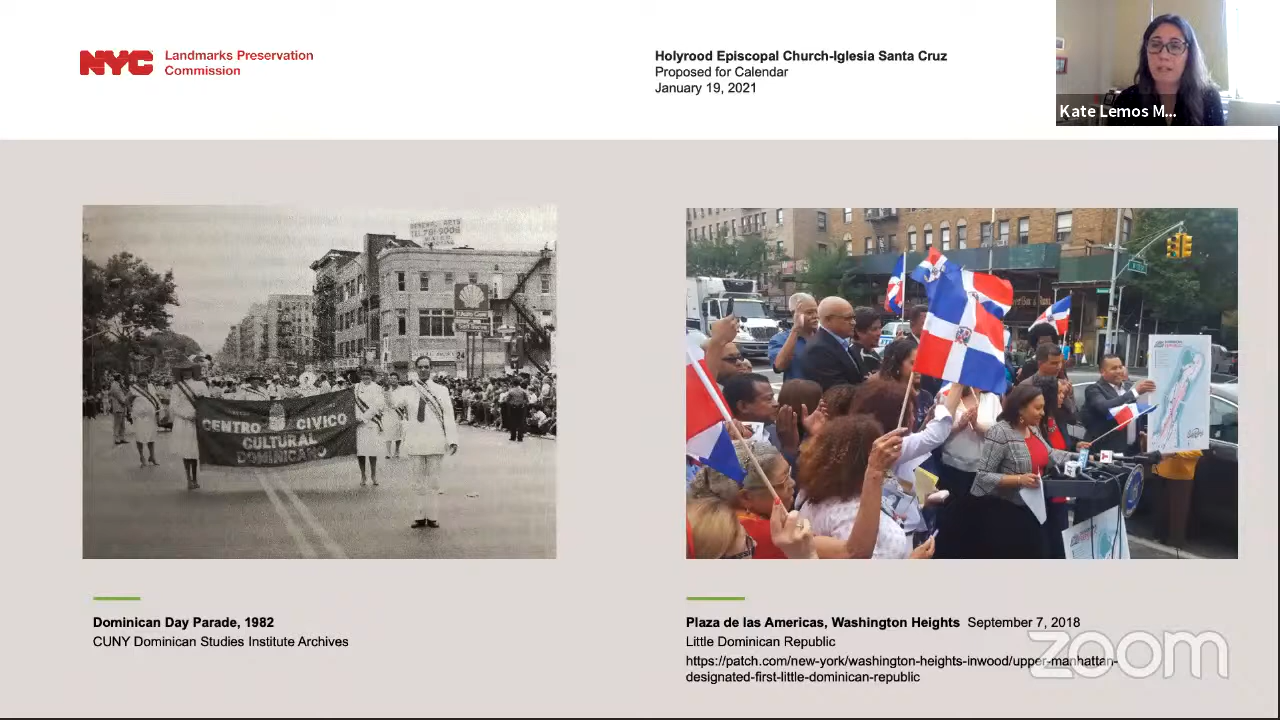 NYC
Landmarks Preservation
Commission
Holyrood Episcopal Church-Iglesia Santa Cruz
Proposed for Calendar
January 19, 2021
Kate Lemos M...
CENTRO CIVICO
CULTURAL
DOMINICANO
Dominican Day Parade, 1982
CUNY Dominican Studies Institute Archives
Plaza de las Americas, Washington Heights September 7, 2018
Little Dominican Republic
https://patch.com/new-york/washington-heights-inwood/upper-manhattan-
designated-first-little-dominican-republic
zoom